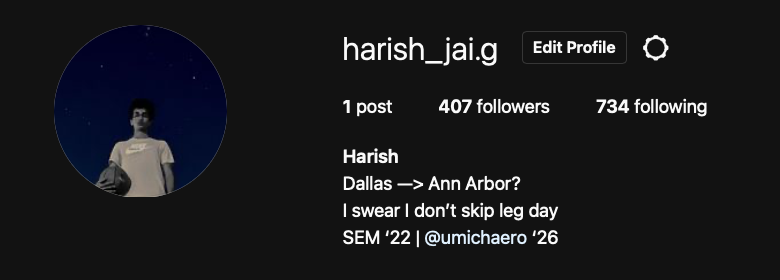 harish_jai.g Edit Profile
1 post 407 followers 734 following
Harish
Dallas —> Ann Arbor?
I swear I don’t skip leg day
SEM ‘22 | @umichaero ‘26